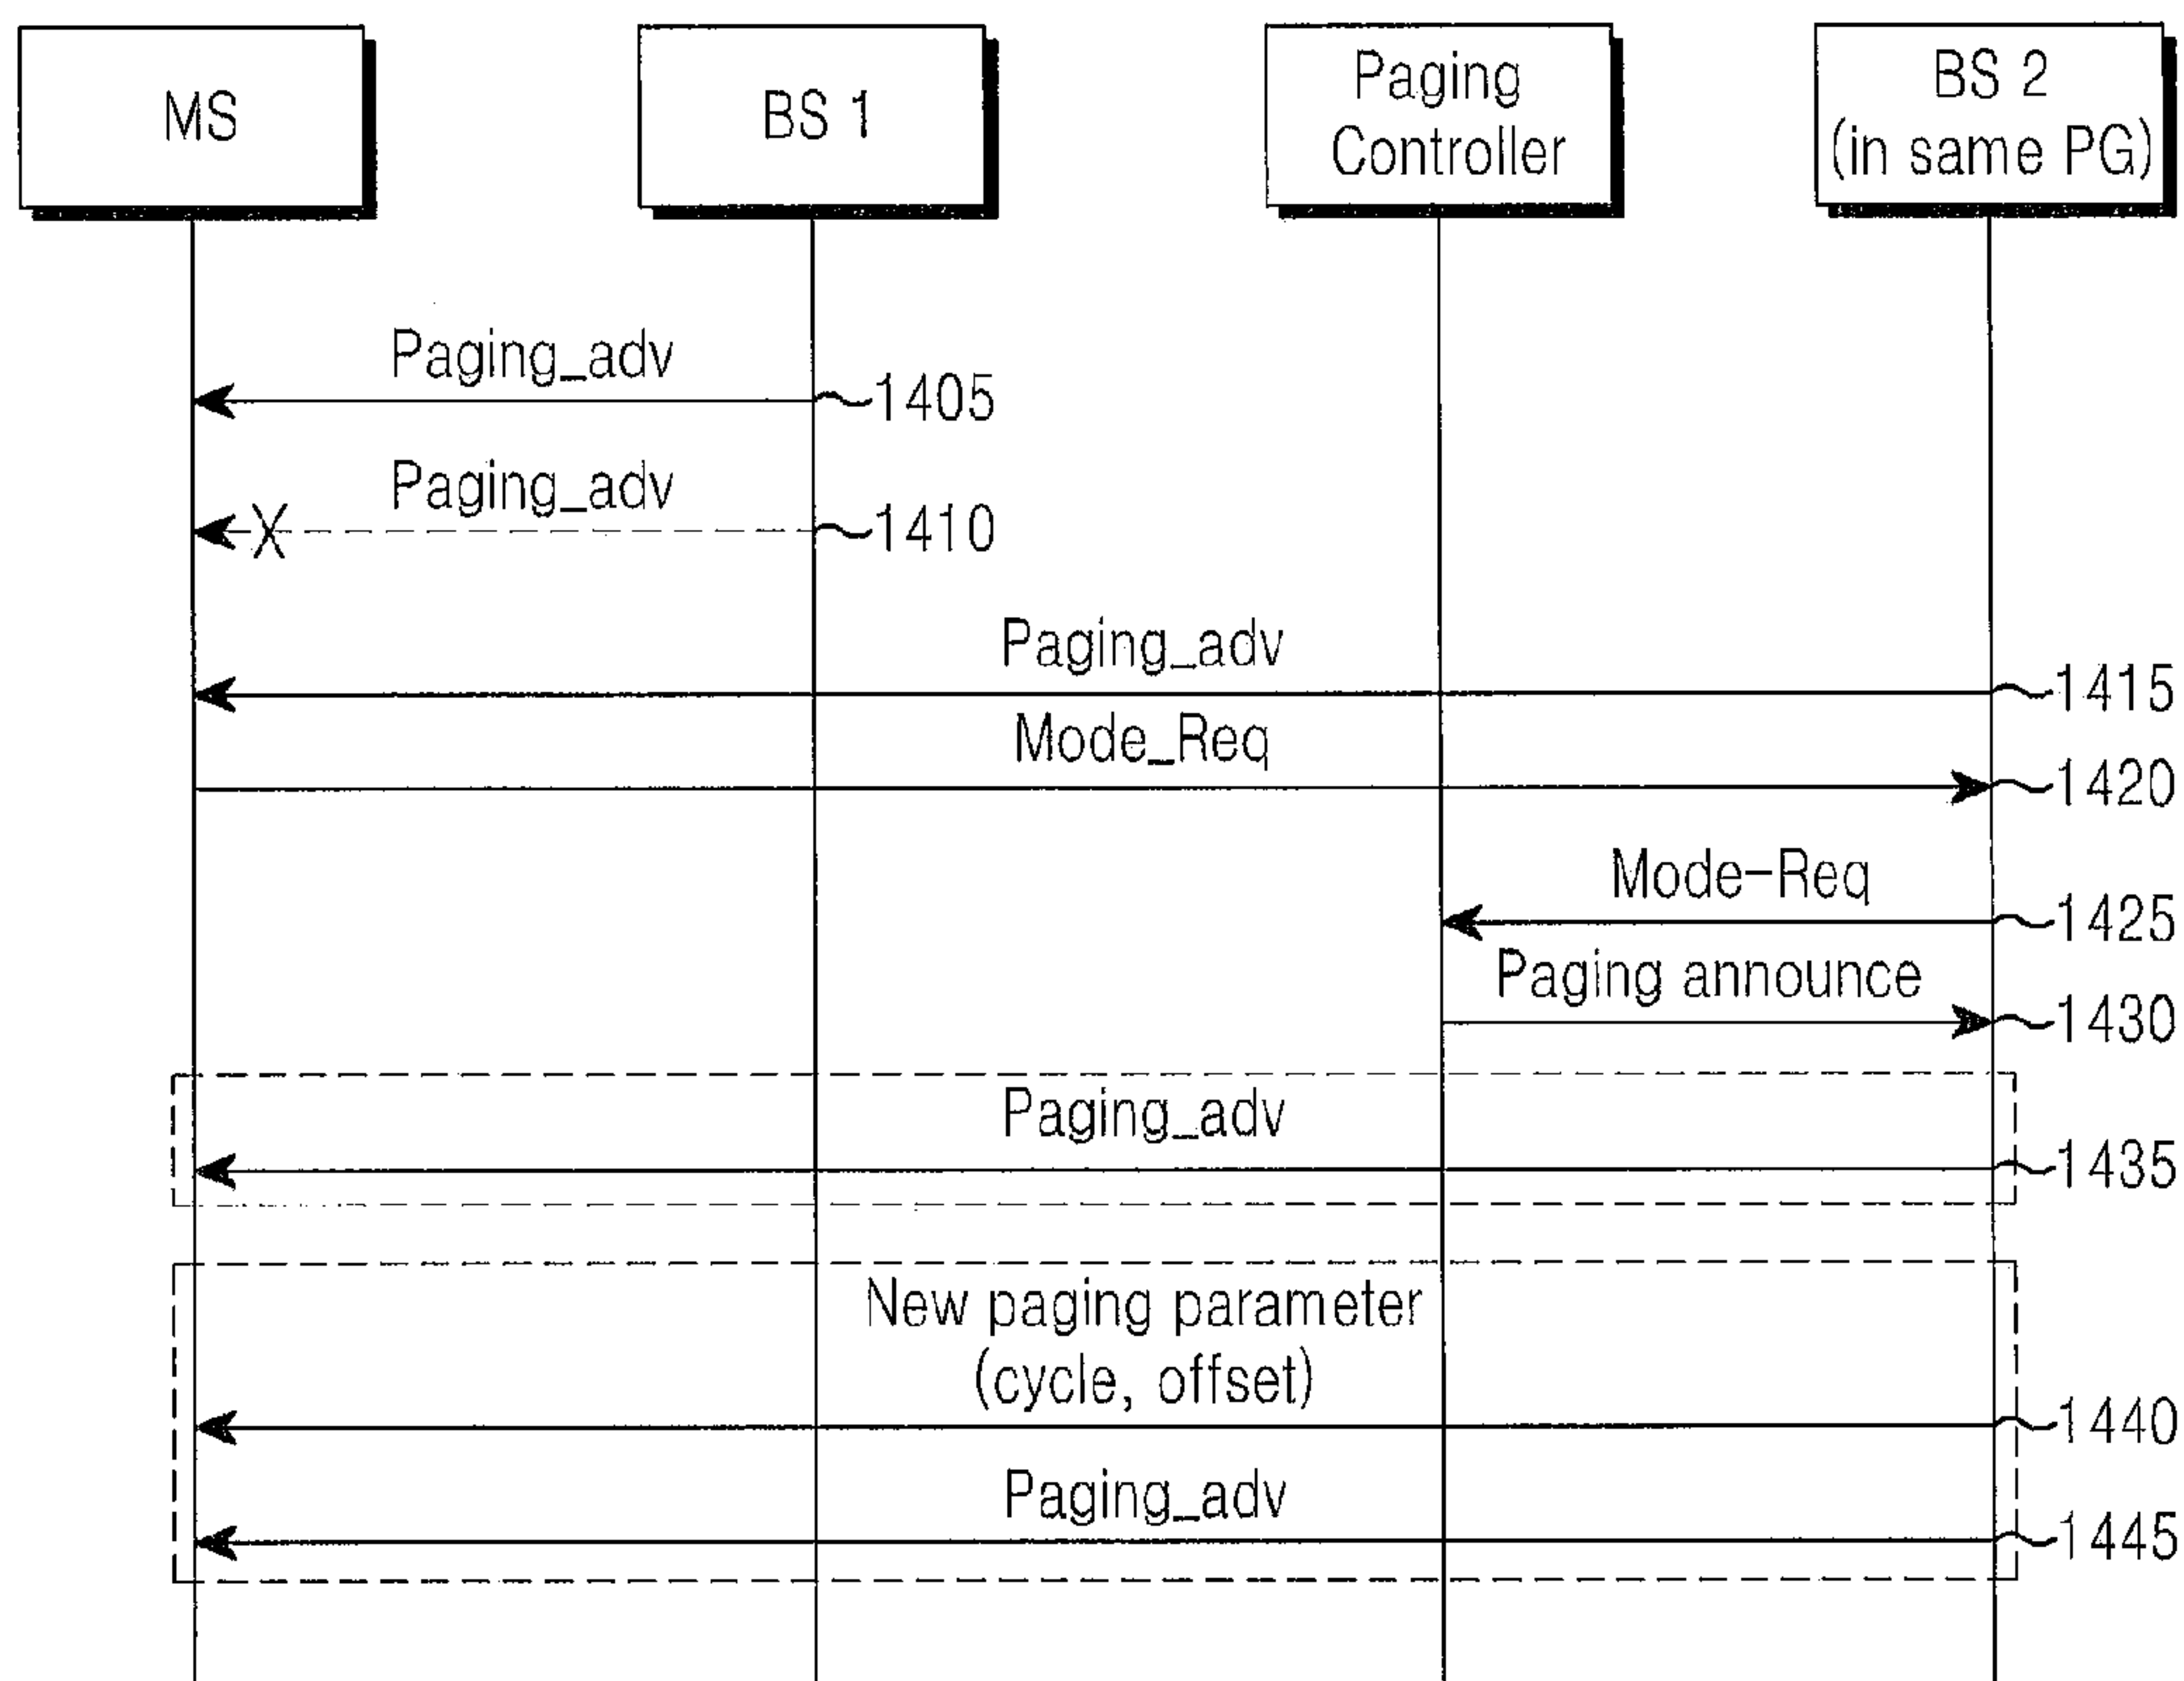 MS
BS 1
Paging
Controller
BS 2
(in same PG)
Paging_adv
1405
Paging_adv
X
1410
Paging_adv
1415
Mode_Req
1420
Mode-Req
1425
Paging announce
1430
Paging_adv
1435
New paging parameter
(cycle, offset)
1440
Paging_adv
1445